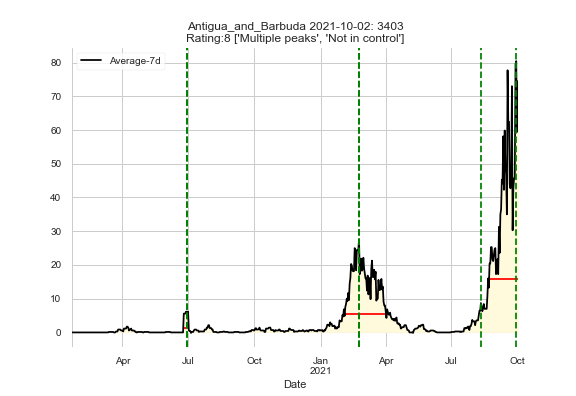 Antigua_and_Barbuda 2021-10-02: 3403
Rating:8 ['Multiple peaks', 'Not in control']
Average-7d
80
70
60
50
40
30
20
10
0
Apr Jul Oct Jan Apr Jul Oct
2021
Date